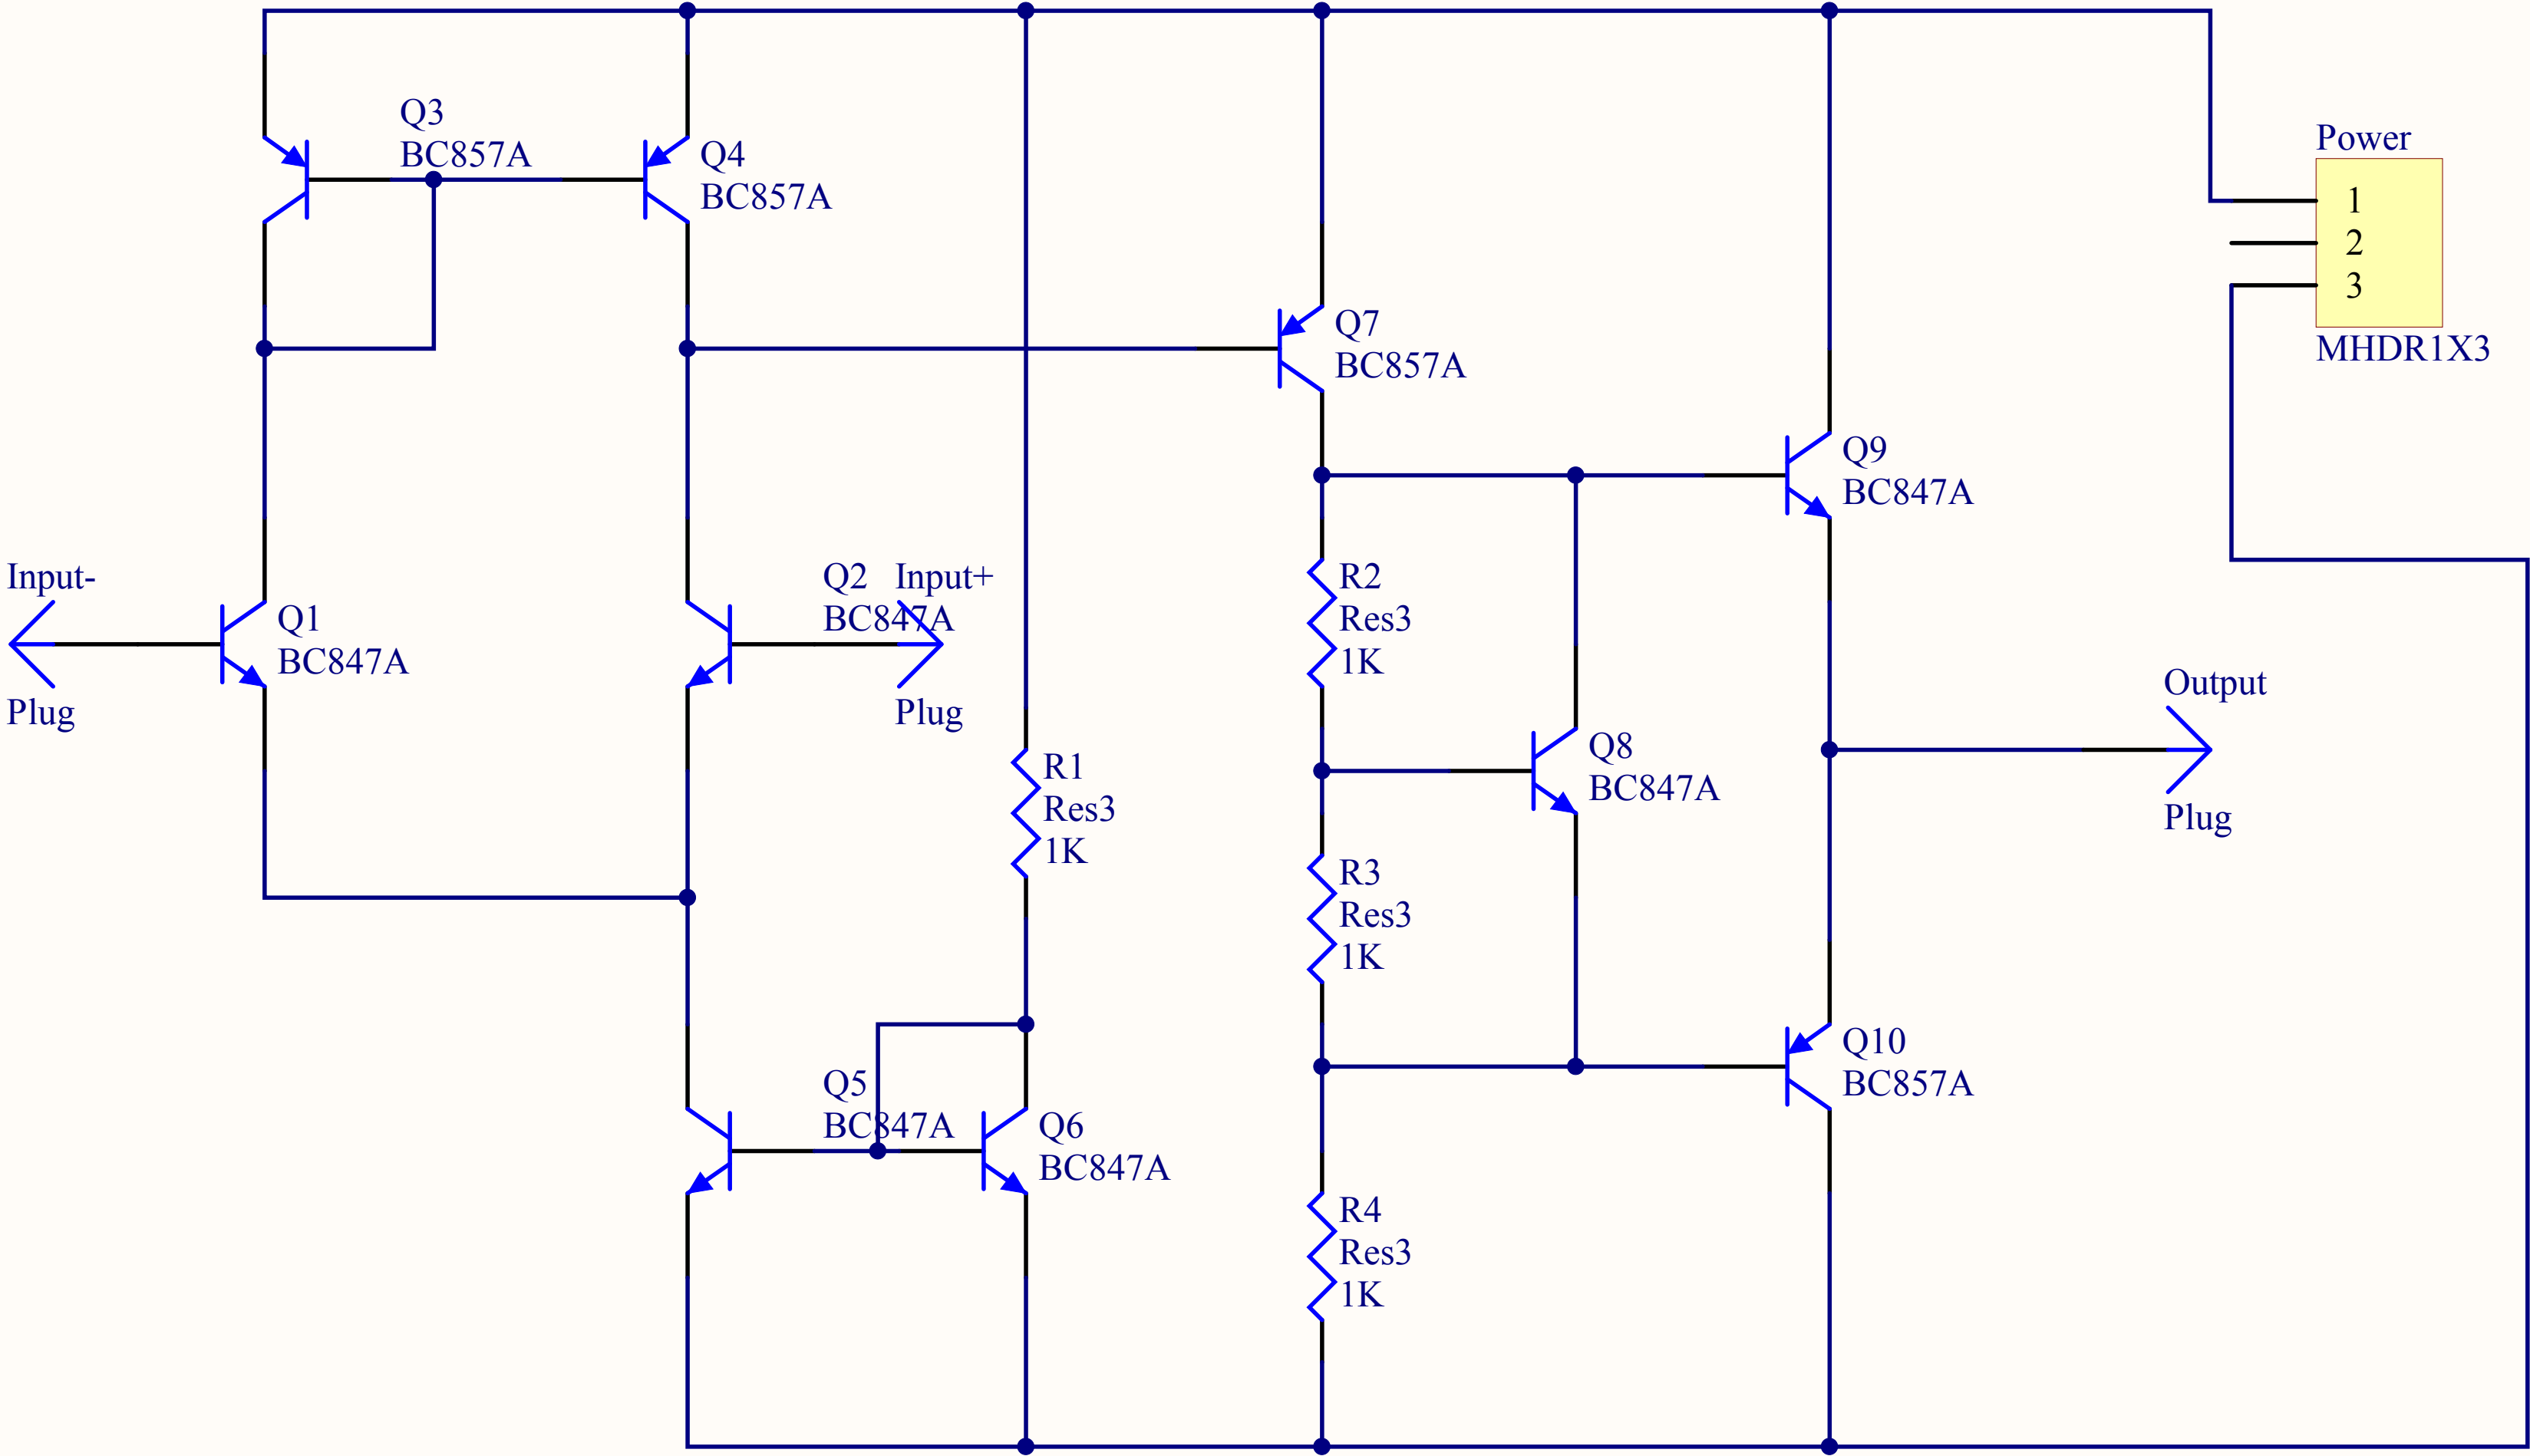 Q3
BC857A
Q4
BC857A
Power
1
2
3
MHDR1X3
Q7
BC857A
Q9
BC847A
Input-
Plug
Q1
BC847A
Q2
BC847A
Input+
Plug
R2
Res3
1K
Output
Plug
R1
Res3
1K
Q8
BC847A
R3
Res3
1K
Q5
BC847A
Q6
BC847A
Q10
BC857A
R4
Res3
1K